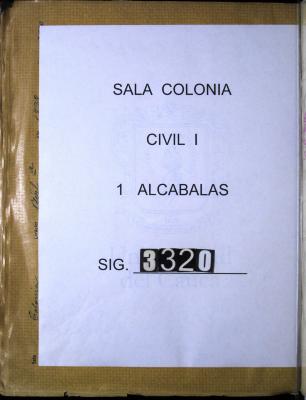 SALA COLONIA
CIVIL I
1 ALCABALAS
SIG. 3320